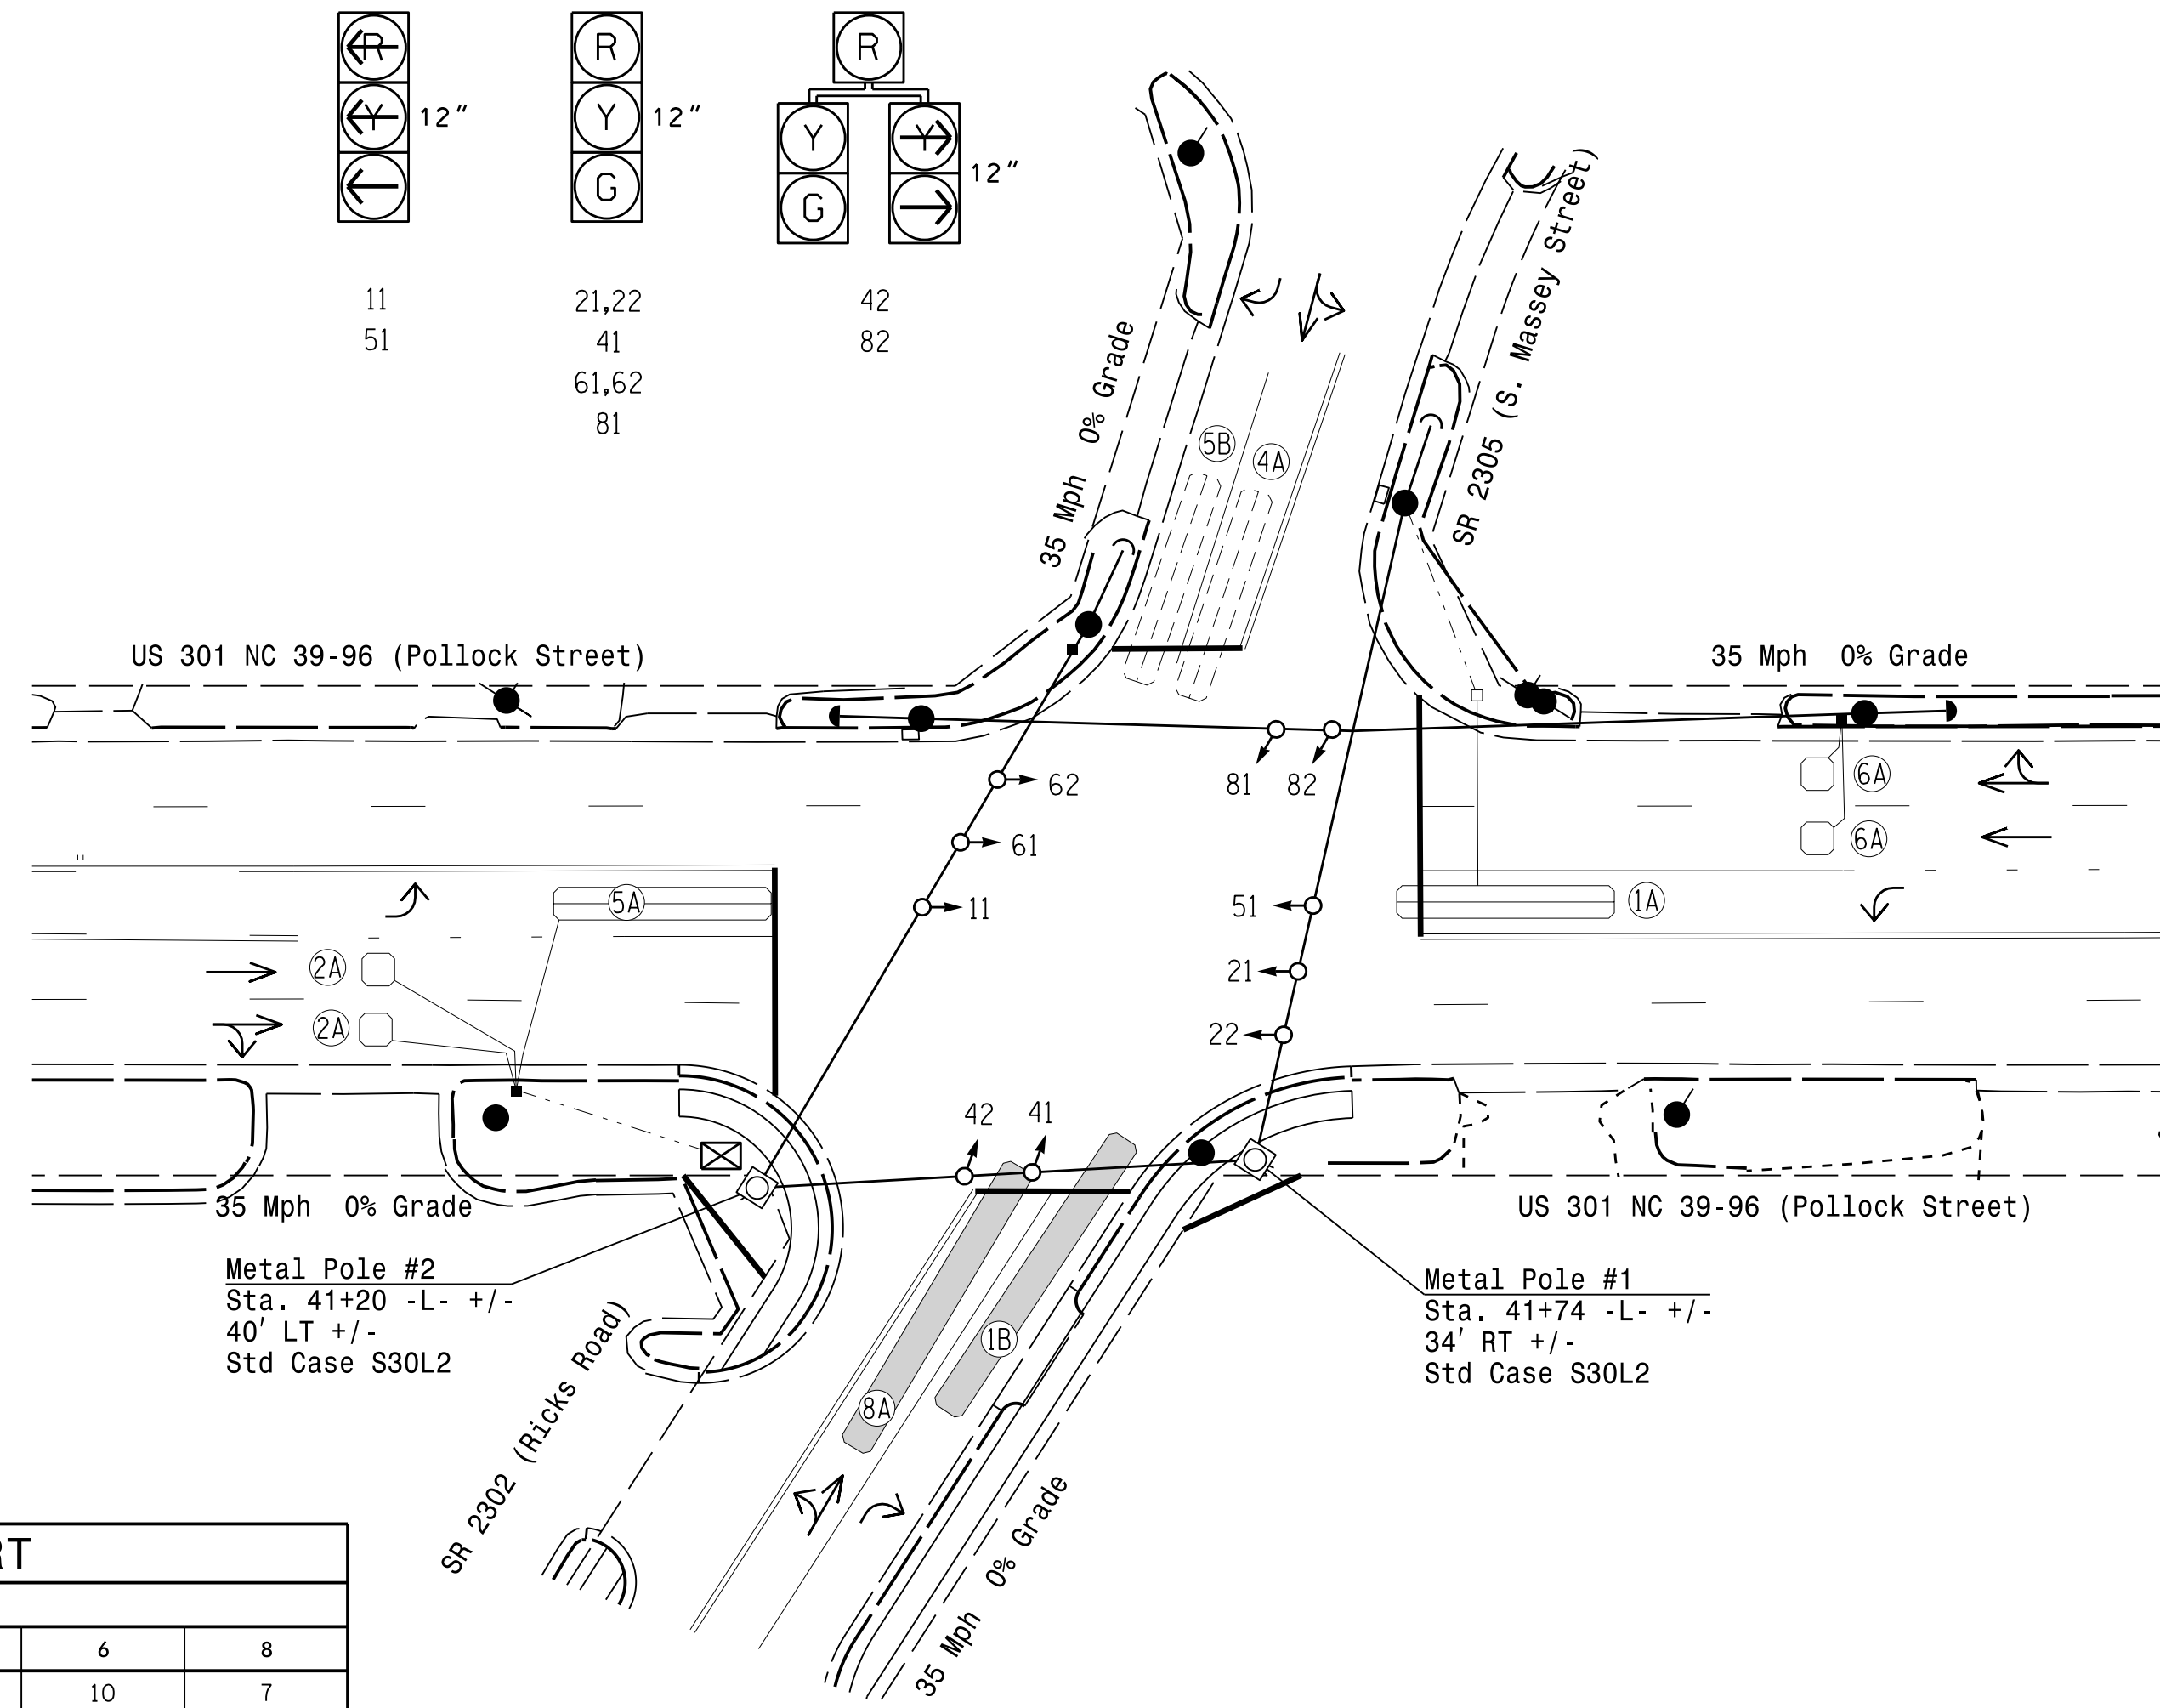 R
R
R
Y 12"
Y 12"
Y Y
12"
G
G
11
21,22
42
51
41
82
61,62
81
35 Mph 0% Grade
SR 2305 (S. Massey Street)
5B
4A
US 301 NC 39-96 (Pollock Street)
35 Mph 0% Grade
62
81
82
6A
61
6A
5A
11
51
1A
2A
21
2A
22
42
41
35 Mph 0% Grade
US 301 NC 39-96 (Pollock Street)
Metal Pole #2
Sta. 41+20 -L- +/-
40' LT +/-
Std Case S30L2
Metal Pole #1
Sta. 41+74 -L- +/-
34' RT +/-
Std Case S30L2
1B
8A
SR 2302 (Ricks Road)
35 Mph 0% Grade
RT
6 8
10 7